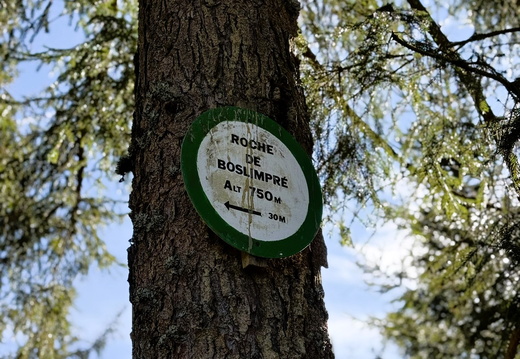 ROCHE
DE
BOSLIMPRÉ
ALT 750M
30M